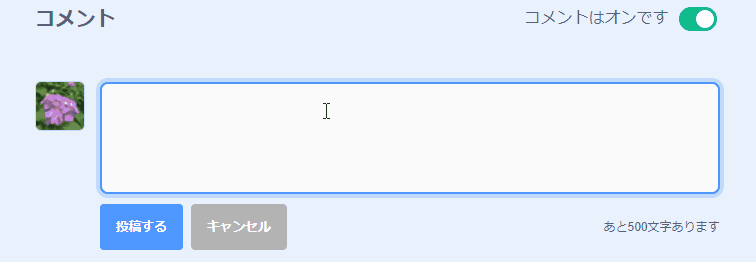 コメント
コメントはオンです
投稿する
キャンセル
あと500文字あります